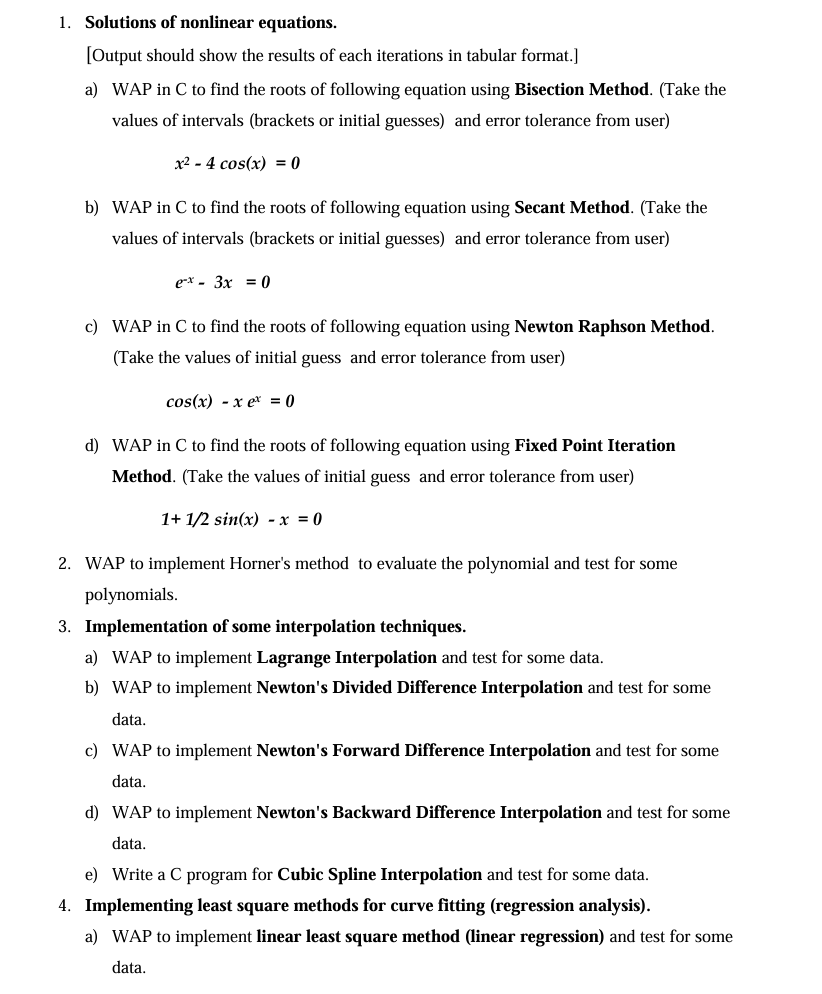 1. Solutions of nonlinear equations.
[Output should show the results of each iterations in tabular format.]
a) WAP in C to find the roots of following equation using Bisection Method. (Take the
values of intervals (brackets or initial guesses) and error tolerance from user)
x² - 4 cos(x) = 0
b) WAP in C to find the roots of following equation using Secant Method. (Take the
values of intervals (brackets or initial guesses) and error tolerance from user)
e⁻ˣ - 3x = 0
c) WAP in C to find the roots of following equation using Newton Raphson Method.
(Take the values of initial guess and error tolerance from user)
cos(x) - x eˣ = 0
d) WAP in C to find the roots of following equation using Fixed Point Iteration
Method. (Take the values of initial guess and error tolerance from user)
1+ 1/2 sin(x) - x = 0
2. WAP to implement Horner's method to evaluate the polynomial and test for some
polynomials.
3. Implementation of some interpolation techniques.
a) WAP to implement Lagrange Interpolation and test for some data.
b) WAP to implement Newton's Divided Difference Interpolation and test for some
data.
c) WAP to implement Newton's Forward Difference Interpolation and test for some
data.
d) WAP to implement Newton's Backward Difference Interpolation and test for some
data.
e) Write a C program for Cubic Spline Interpolation and test for some data.
4. Implementing least square methods for curve fitting (regression analysis).
a) WAP to implement linear least square method (linear regression) and test for some
data.